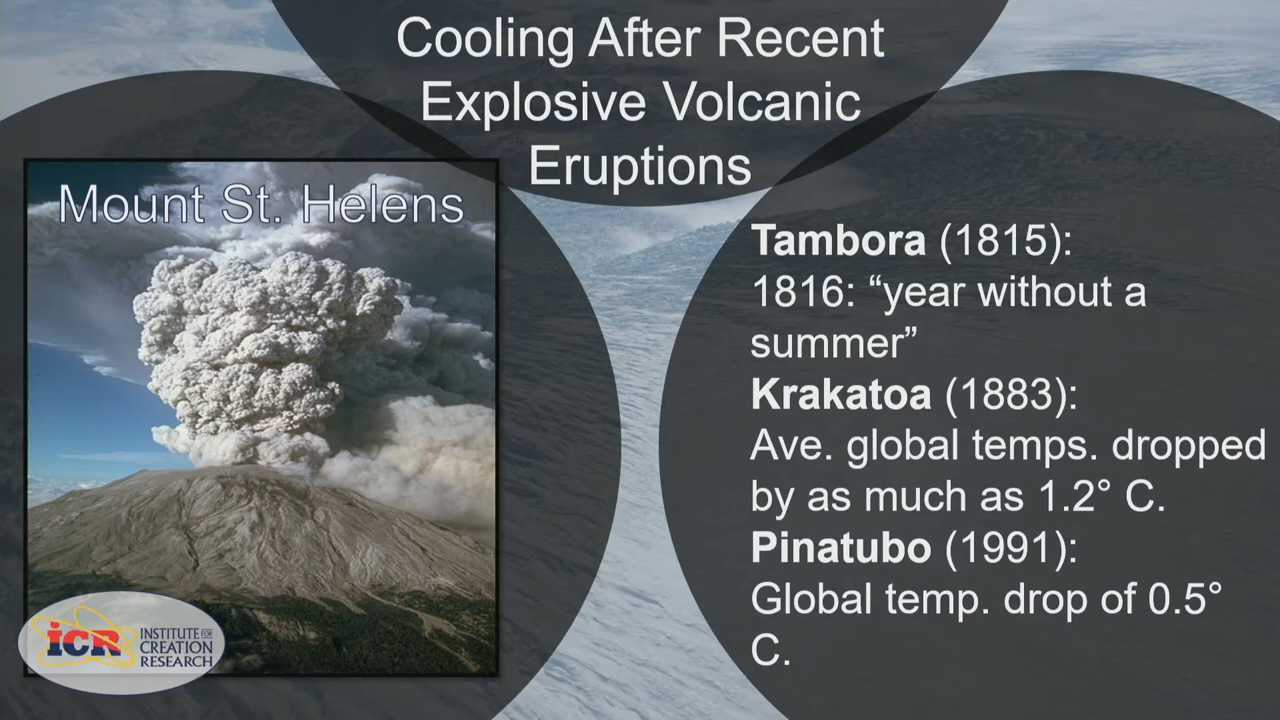 Cooling After Recent
Explosive Volcanic
Eruptions
Mount St. Helens
Tambora (1815):
1816: “year without a
summer”
Krakatoa (1883):
Ave. global temps. dropped
by as much as 1.2° C.
Pinatubo (1991):
Global temp. drop of 0.5°
C.
ICR
INSTITUTE FOR
CREATION
RESEARCH